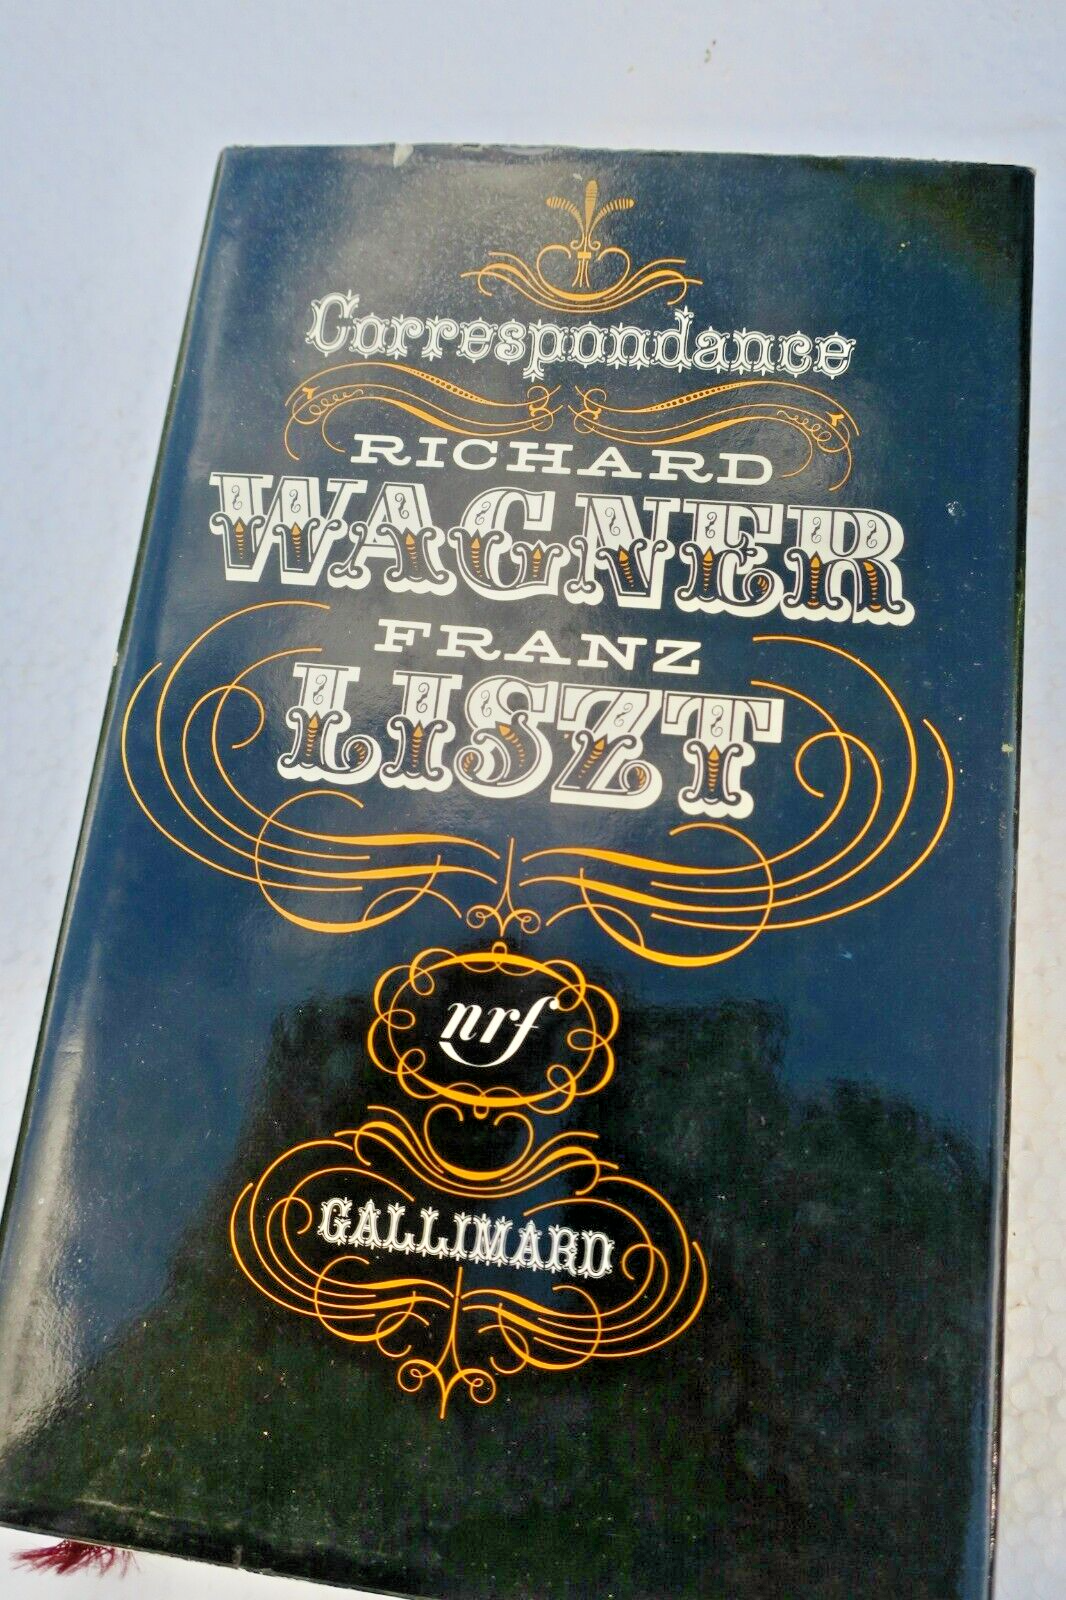 Correspondance
RICHARD
WAGNER
FRANZ
LISZT
nrf
GALLIMARD